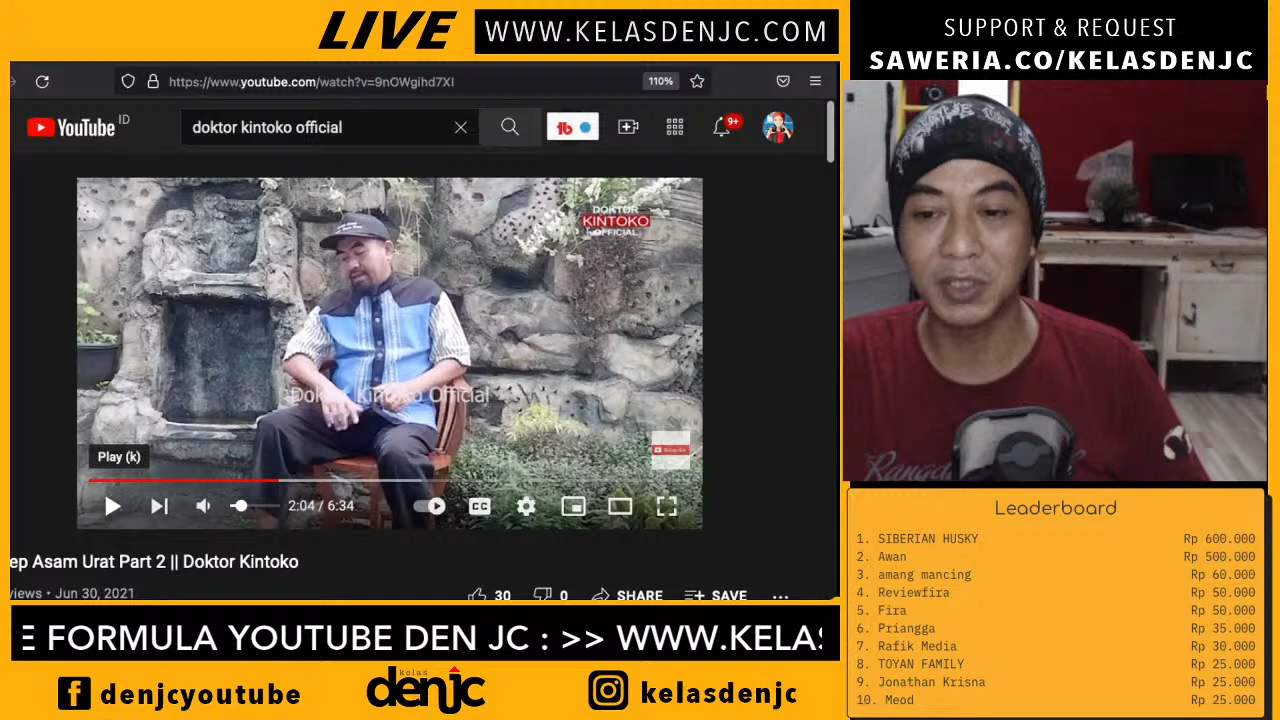 LIVE
WWW.KELASDENJC.COM
SUPPORT & REQUEST
SAWERIA.CO/KELASDENJC
https://www.youtube.com/watch?v=9nOWgihd7XI
110%
YouTube ID
doktor kintoko official
9+
DOKTOR
KINTOKO
OFFICIAL
Doktor Kintoko Official
Subscribe
Play (k)
2:04 / 6:34
CC
ep Asam Urat Part 2 || Doktor Kintoko
views • Jun 30, 2021
30
0
SHARE
SAVE
Leaderboard
1. SIBERIAN HUSKY Rp 600.000
2. Awan Rp 500.000
3. amang mancing Rp 60.000
4. Reviewfira Rp 50.000
5. Fira Rp 50.000
6. Priangga Rp 35.000
7. Rafik Media Rp 30.000
8. TOYAN FAMILY Rp 25.000
9. Jonathan Krisna Rp 25.000
10. Meod Rp 25.000
E FORMULA YOUTUBE DEN JC : >> WWW.KELAS
denjcyoutube
kelas
denjc
kelasdenjc